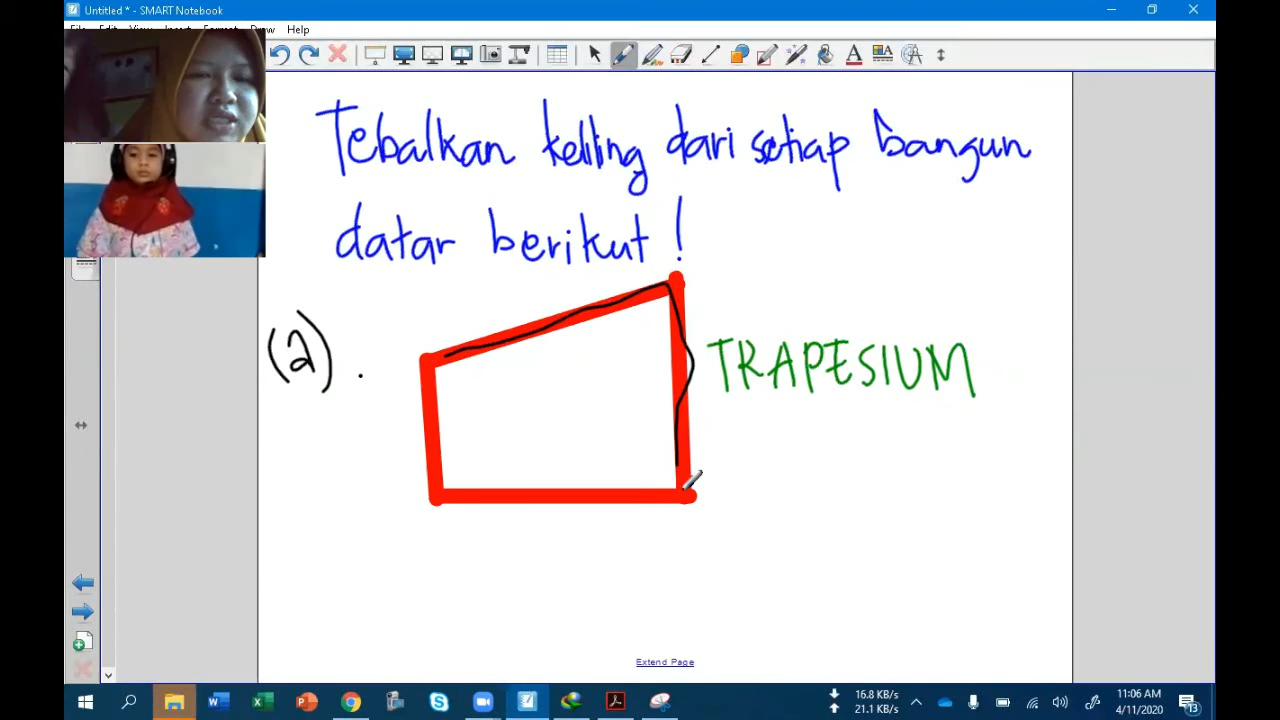 Untitled * - SMART Notebook
Help
Tebalkan keliling dari setiap bangun
datar berikut !
(2) .
TRAPESIUM
Extend Page
16.8 KB/s
21.1 KB/s
11:06 AM
4/11/2020
13